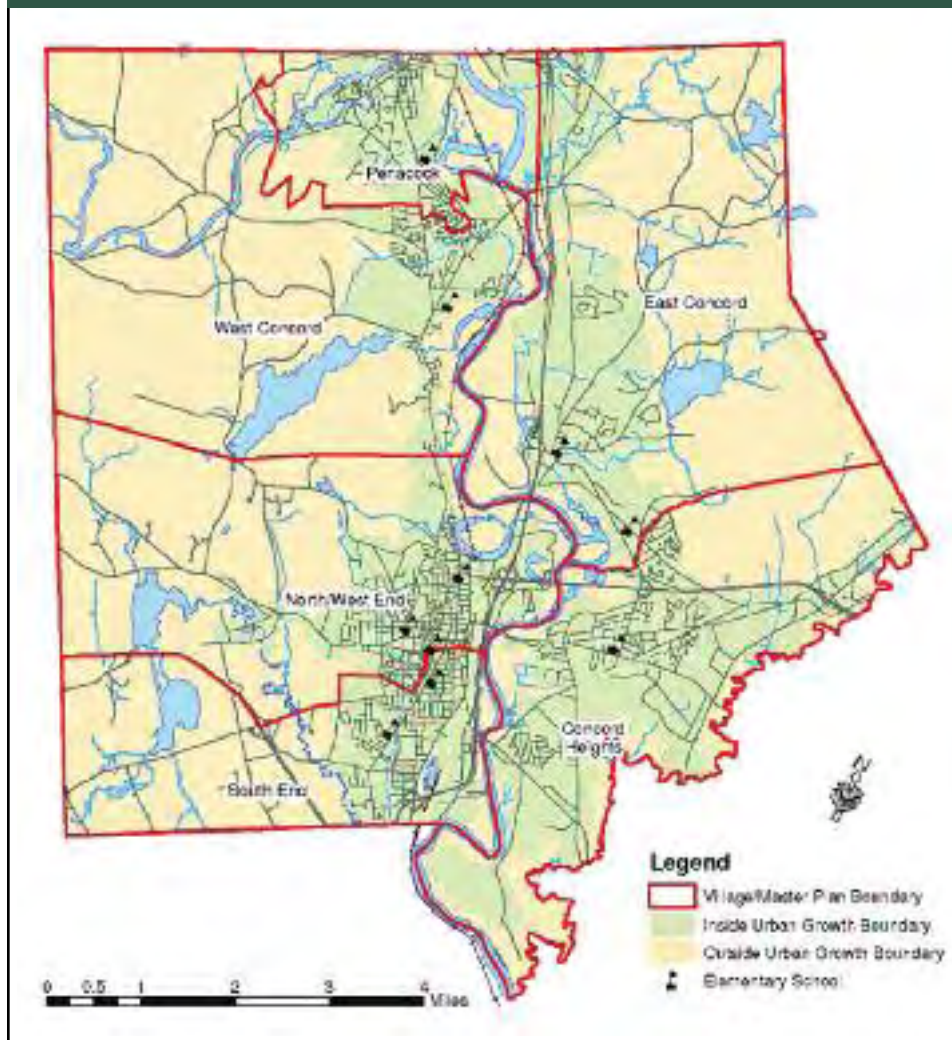 Penacook
East Concord
West Concord
North/West End
Concord
Heights
South End
N
Legend
Village/Master Plan Boundary
Inside Urban Growth Boundary
Outside Urban Growth Boundary
Elementary School
0 0.5 1 2 3 4
Miles